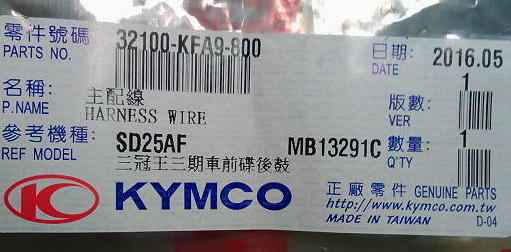 零件號碼 32100-KFA9-800 日期: 2016.05
PARTS NO. DATE
名稱: 主配線 版數: 1
P.NAME HARNESS WIRE VER
參考機種: SD25AF MB13291C 數量: 1
REF MODEL 三冠王三期車前碟後鼓 Q'TY
KYMCO 正廠零件 GENUINE PARTS
http://www.kymco.com.tw
MADE IN TAIWAN D-04